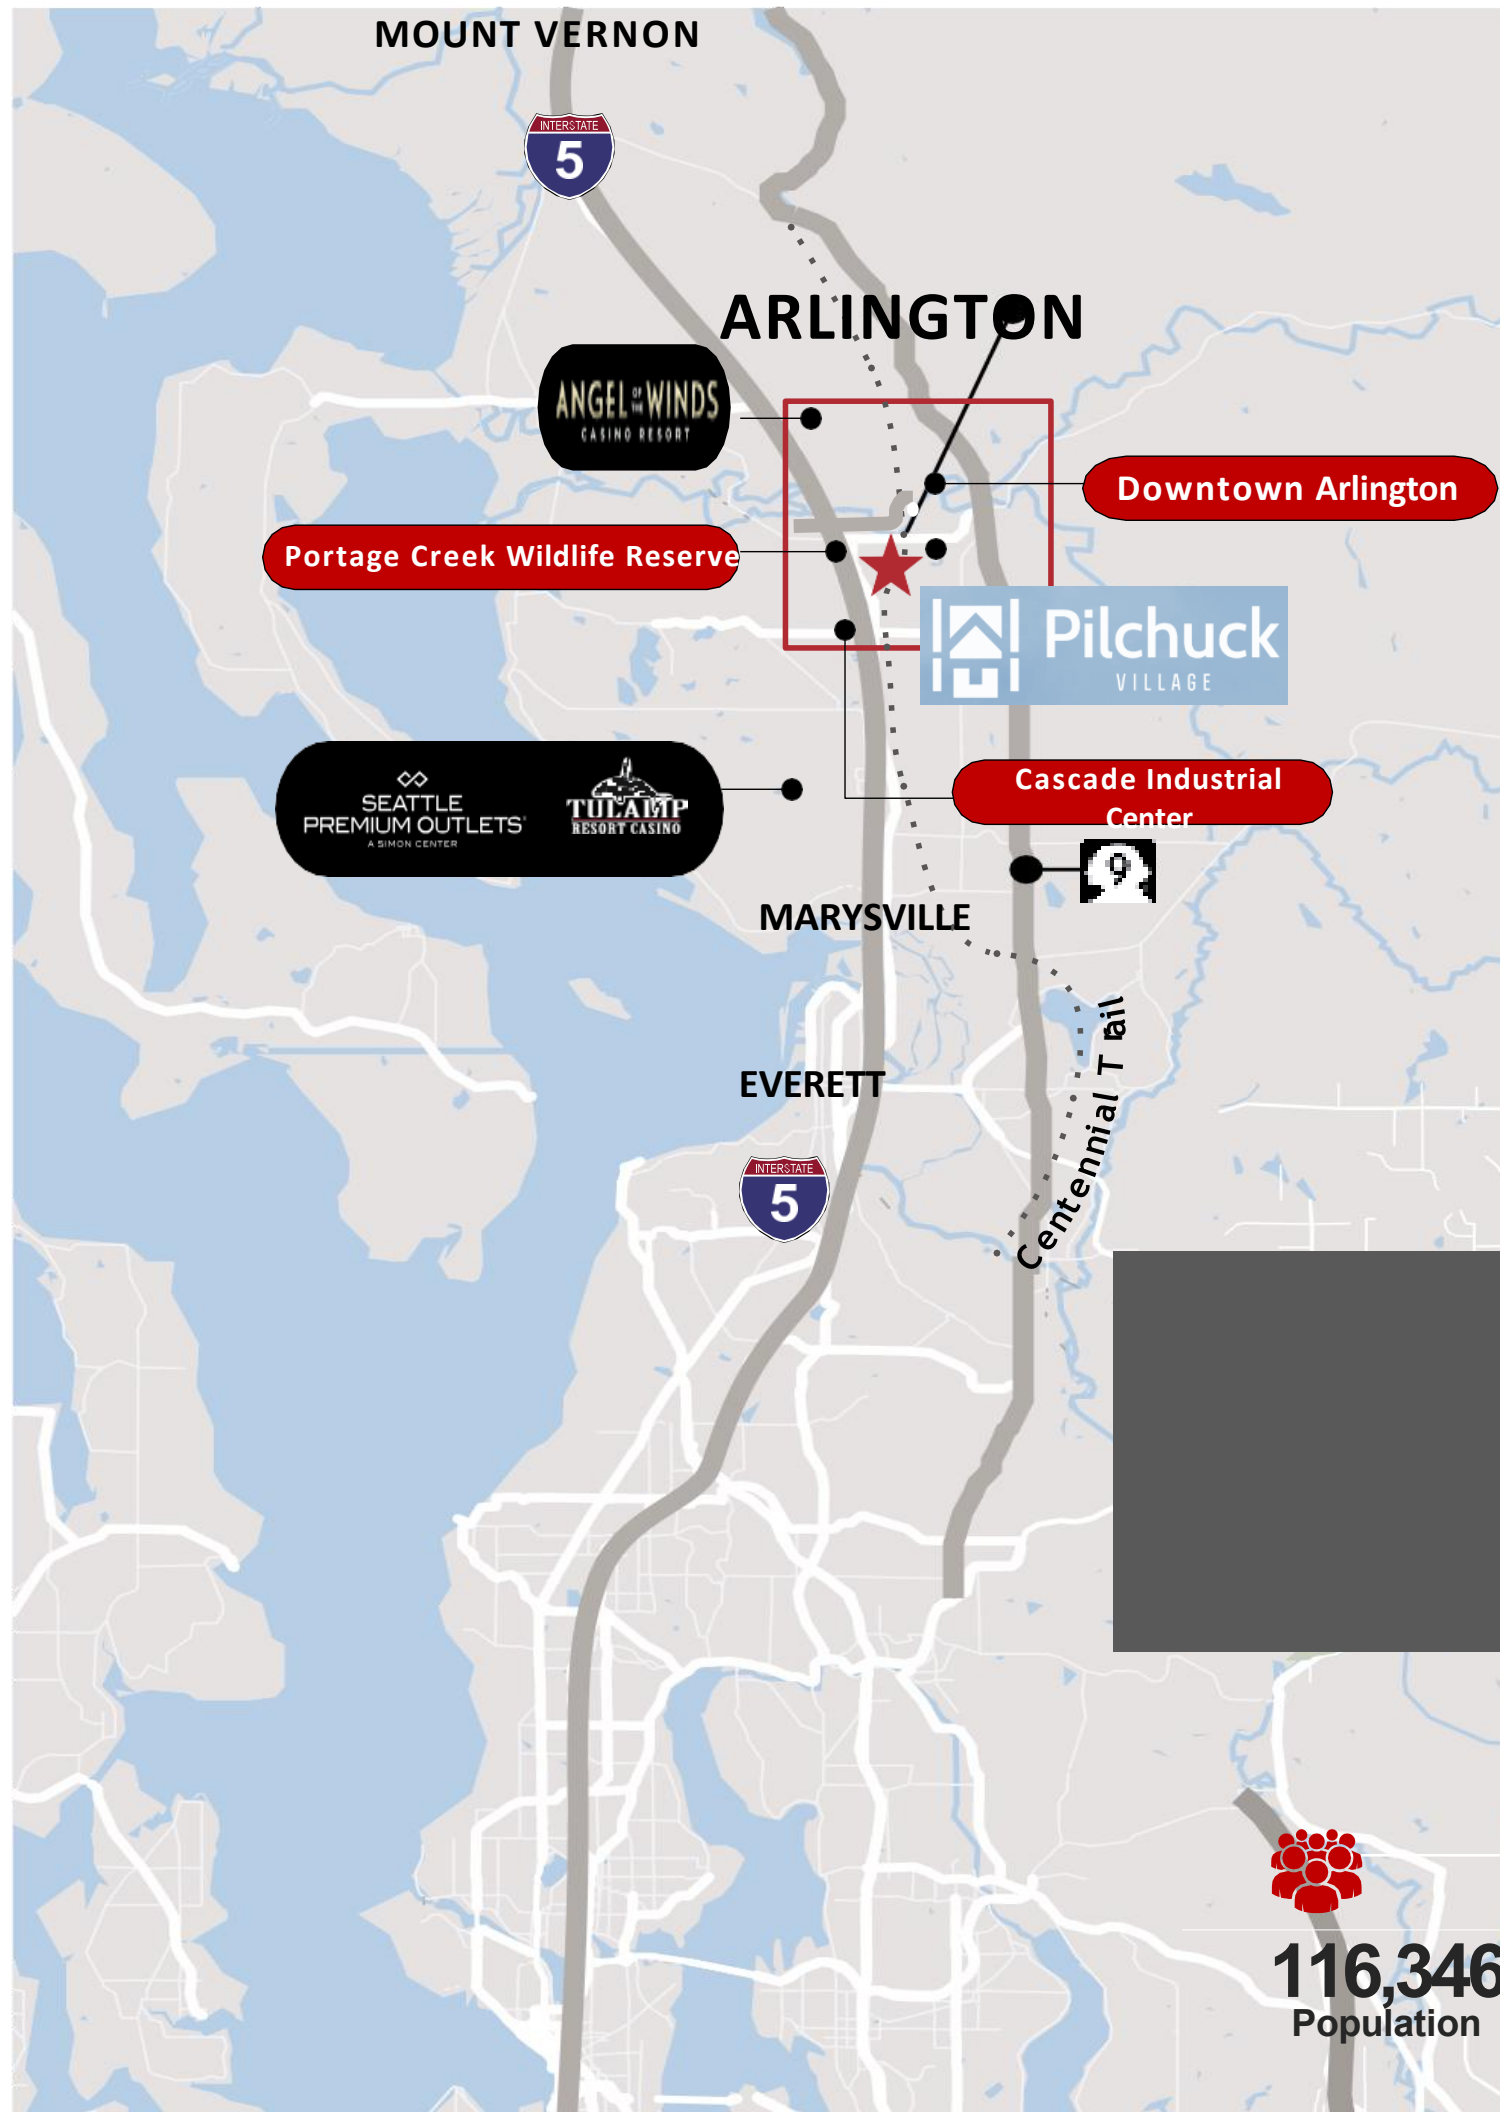 MOUNT VERNON
INTERSTATE
5
ARLINGTON
ANGEL OF THE WINDS
CASINO RESORT
Downtown Arlington
Portage Creek Wildlife Reserve
Pilchuck
VILLAGE
SEATTLE
PREMIUM OUTLETS®
A SIMON CENTER
TULALIP
RESORT CASINO
Cascade Industrial
Center
9
MARYSVILLE
Centennial Trail
EVERETT
INTERSTATE
5
116,346
Population